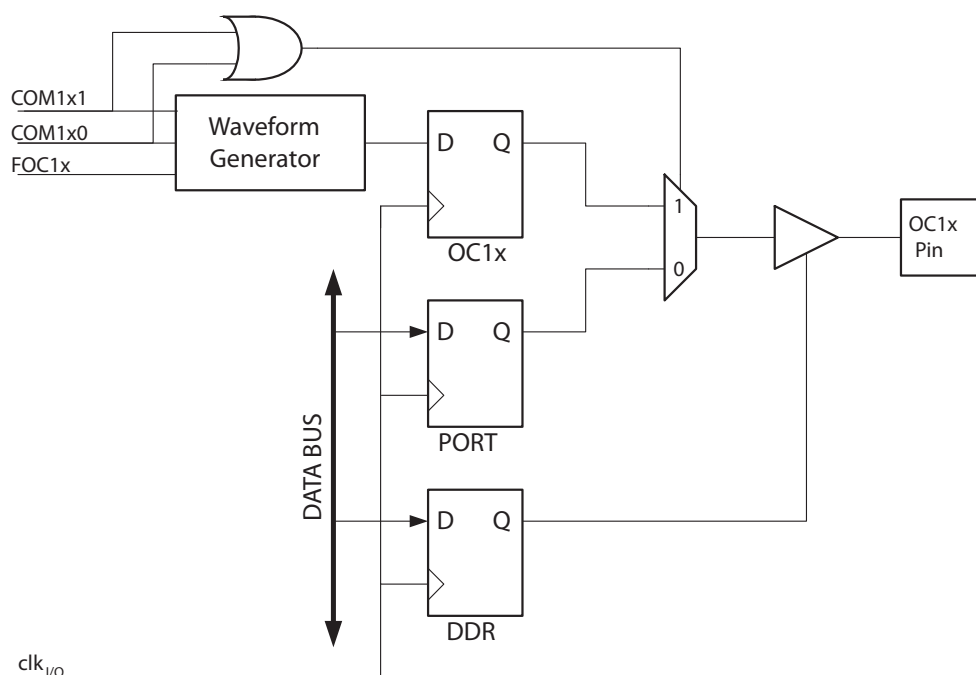 COM1x1
COM1x0
FOC1x
Waveform
Generator
D Q
OC1x
1
0
OC1x
Pin
D Q
PORT
DATA BUS
D Q
DDR
clkI/O